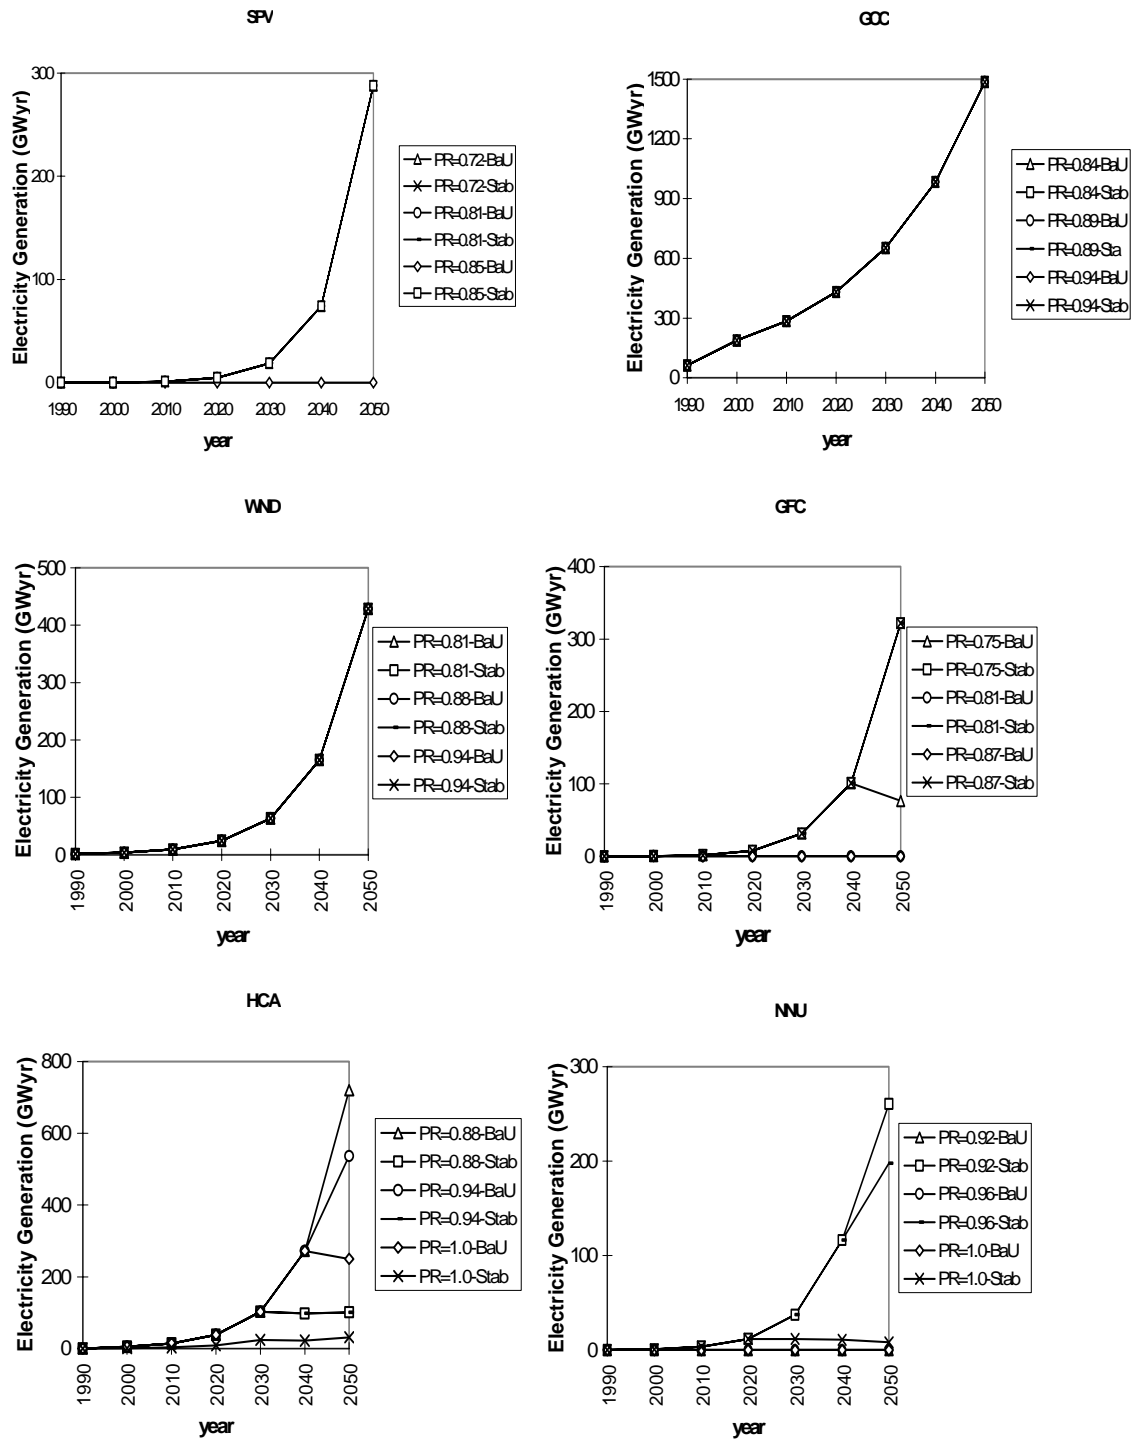 SPV
Electricity Generation (GWyr)
300
200
100
0
1990 2000 2010 2020 2030 2040 2050
year
PR=0.72-BaU
PR=0.72-Stab
PR=0.81-BaU
PR=0.81-Stab
PR=0.85-BaU
PR=0.85-Stab
GCC
Electricity Generation (GWyr)
1500
1200
900
600
300
0
1990 2000 2010 2020 2030 2040 2050
year
PR=0.84-BaU
PR=0.84-Stab
PR=0.89-BaU
PR=0.89-Sta
PR=0.94-BaU
PR=0.94-Stab
WND
Electricity Generation (GWyr)
500
400
300
200
100
0
1990 2000 2010 2020 2030 2040 2050
year
PR=0.81-BaU
PR=0.81-Stab
PR=0.88-BaU
PR=0.88-Stab
PR=0.94-BaU
PR=0.94-Stab
GFC
Electricity Generation (GWyr)
400
300
200
100
0
1990 2000 2010 2020 2030 2040 2050
year
PR=0.75-BaU
PR=0.75-Stab
PR=0.81-BaU
PR=0.81-Stab
PR=0.87-BaU
PR=0.87-Stab
HCA
Electricity Generation (GWyr)
800
600
400
200
0
1990 2000 2010 2020 2030 2040 2050
year
PR=0.88-BaU
PR=0.88-Stab
PR=0.94-BaU
PR=0.94-Stab
PR=1.0-BaU
PR=1.0-Stab
NNU
Electricity Generation (GWyr)
300
200
100
0
1990 2000 2010 2020 2030 2040 2050
year
PR=0.92-BaU
PR=0.92-Stab
PR=0.96-BaU
PR=0.96-Stab
PR=1.0-BaU
PR=1.0-Stab